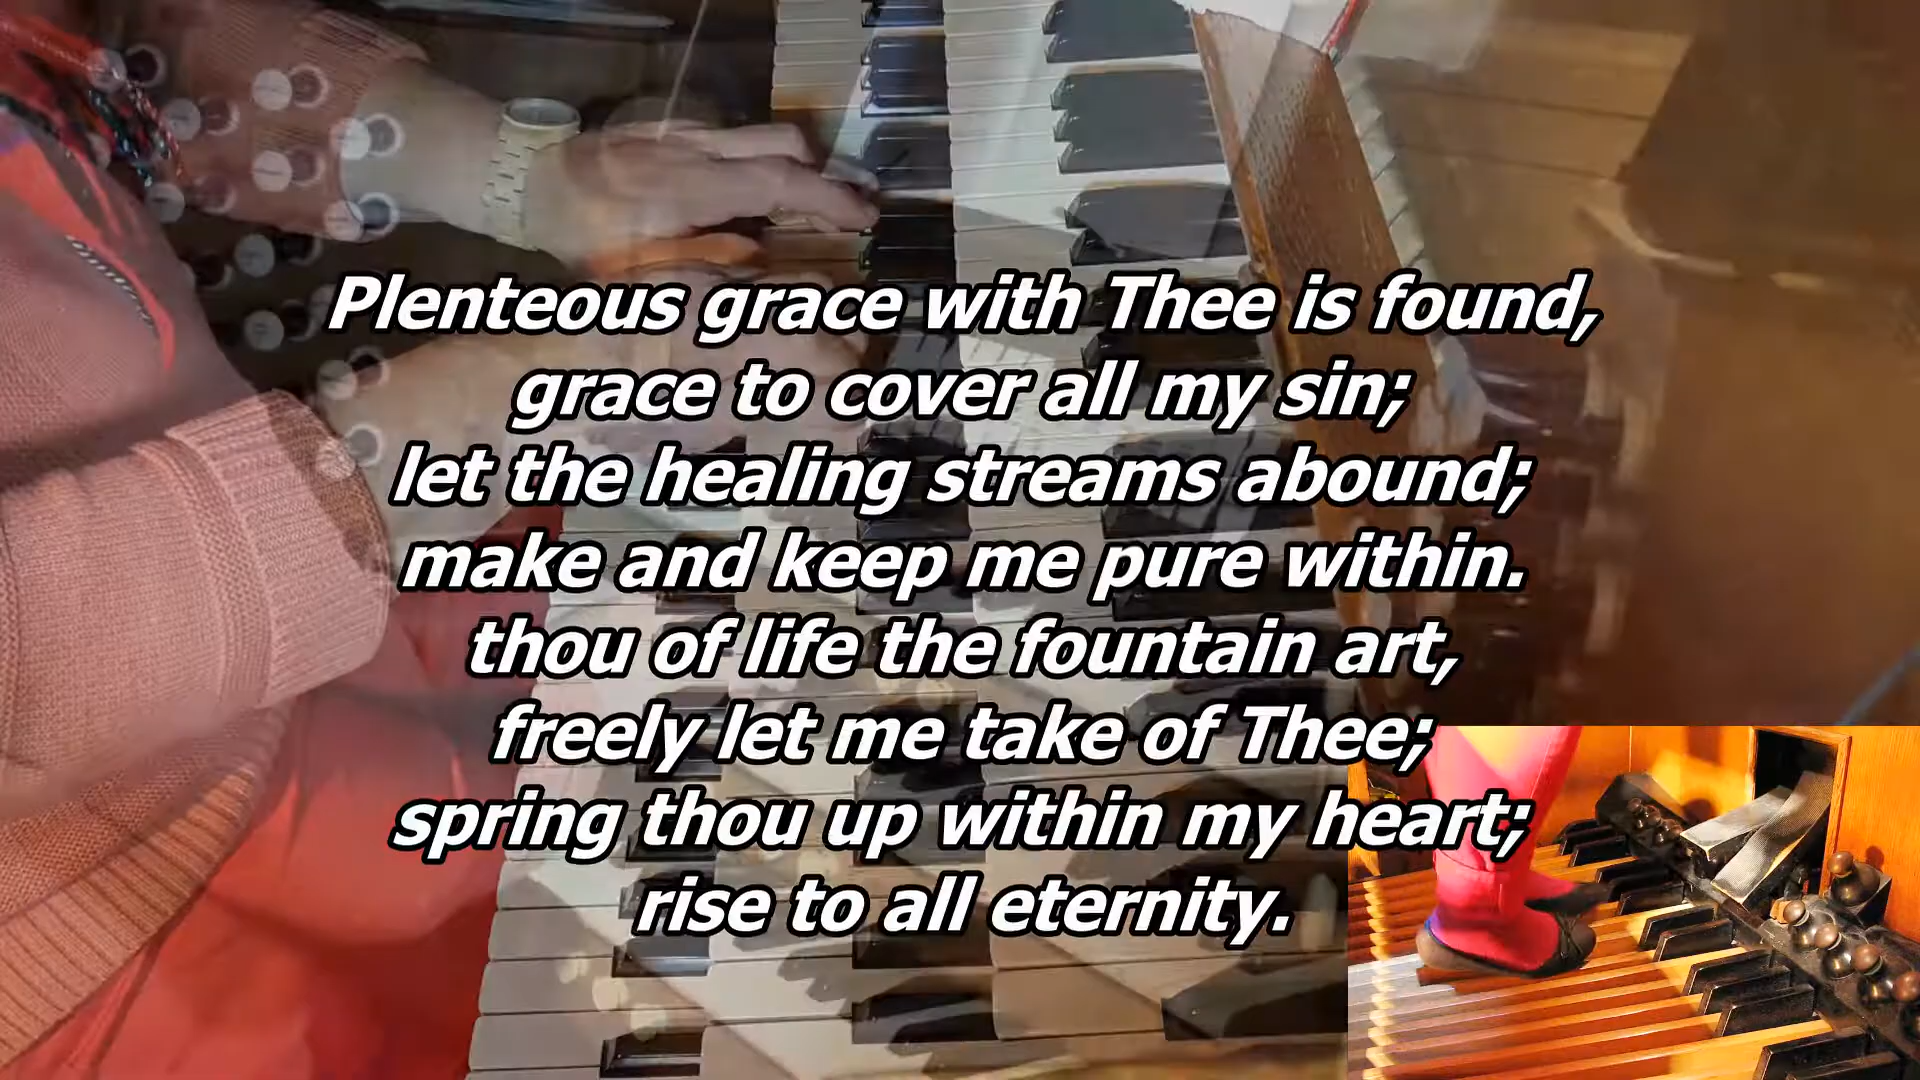 Plenteous grace with Thee is found,
grace to cover all my sin;
let the healing streams abound;
make and keep me pure within.
thou of life the fountain art,
freely let me take of Thee;
spring thou up within my heart;
rise to all eternity.